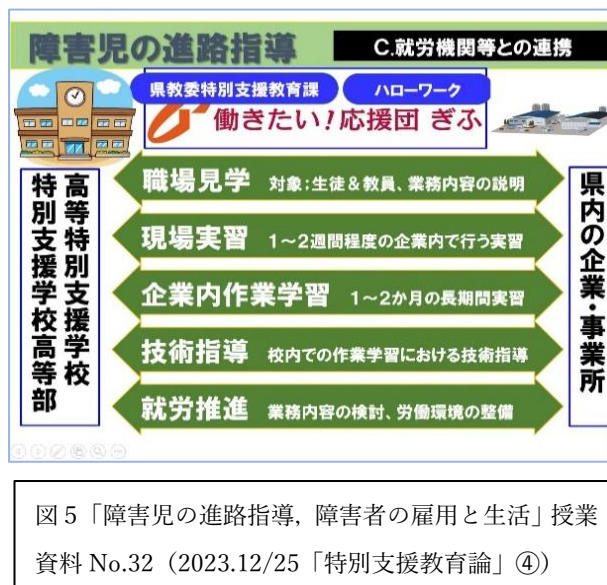 障害児の進路指導
C.就労機関等との連携
県教委特別支援教育課
ハローワーク
働きたい!応援団 ぎふ
高等特別支援学校
特別支援学校高等部
職場見学 対象:生徒&教員、業務内容の説明
現場実習 1~2週間程度の企業内で行う実習
企業内作業学習 1~2か月の長期間実習
技術指導 校内での作業学習における技術指導
就労推進 業務内容の検討、労働環境の整備
県内の企業・事業所
図5「障害児の進路指導,障害者の雇用と生活」授業
資料 No.32(2023.12/25「特別支援教育論」④)